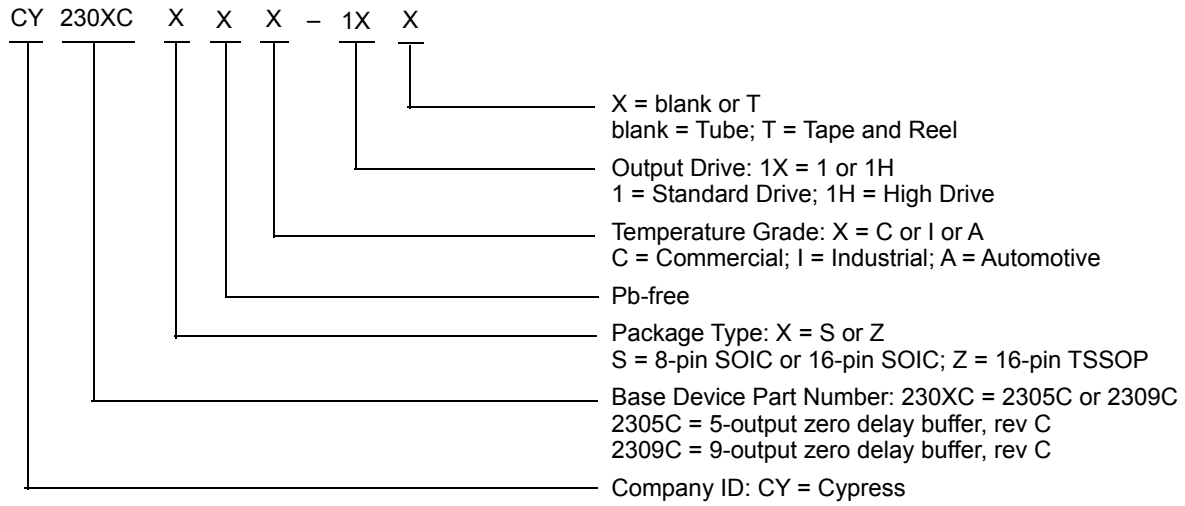 CY 230XC X X X – 1X X
X = blank or T
blank = Tube; T = Tape and Reel
Output Drive: 1X = 1 or 1H
1 = Standard Drive; 1H = High Drive
Temperature Grade: X = C or I or A
C = Commercial; I = Industrial; A = Automotive
Pb-free
Package Type: X = S or Z
S = 8-pin SOIC or 16-pin SOIC; Z = 16-pin TSSOP
Base Device Part Number: 230XC = 2305C or 2309C
2305C = 5-output zero delay buffer, rev C
2309C = 9-output zero delay buffer, rev C
Company ID: CY = Cypress